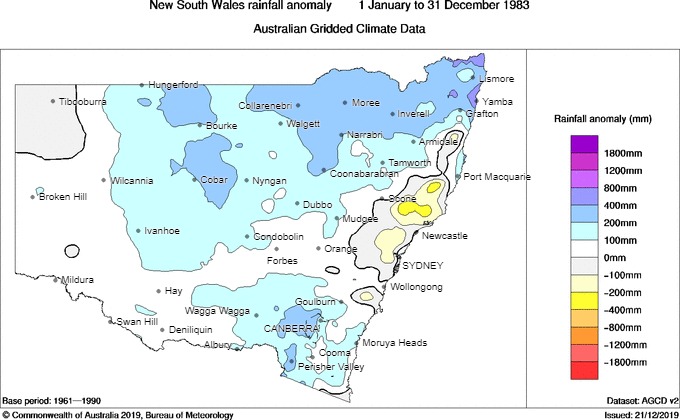 New South Wales rainfall anomaly 1 January to 31 December 1983
Australian Gridded Climate Data
Hungerford
Lismore
Tibooburra
Collarenebri
Moree
Yamba
Inverell
Grafton
Bourke
Walgett
Narrabri
Armidale
Tamworth
Coonabarabran
Port Macquarie
Wilcannia
Cobar
Nyngan
Broken Hill
Scone
Dubbo
Mudgee
Ivanhoe
Condobolin
Newcastle
Orange
Forbes
SYDNEY
Mildura
Wollongong
Hay
Goulburn
Wagga Wagga
Swan Hill
Deniliquin
CANBERRA
Albury
Moruya Heads
Cooma
Perisher Valley
Rainfall anomaly (mm)
1800mm
1200mm
800mm
400mm
200mm
100mm
0mm
−100mm
−200mm
−400mm
−800mm
−1200mm
−1800mm
Base period: 1961—1990
Dataset: AGCD v2
© Commonwealth of Australia 2019, Bureau of Meteorology
Issued: 21/12/2019